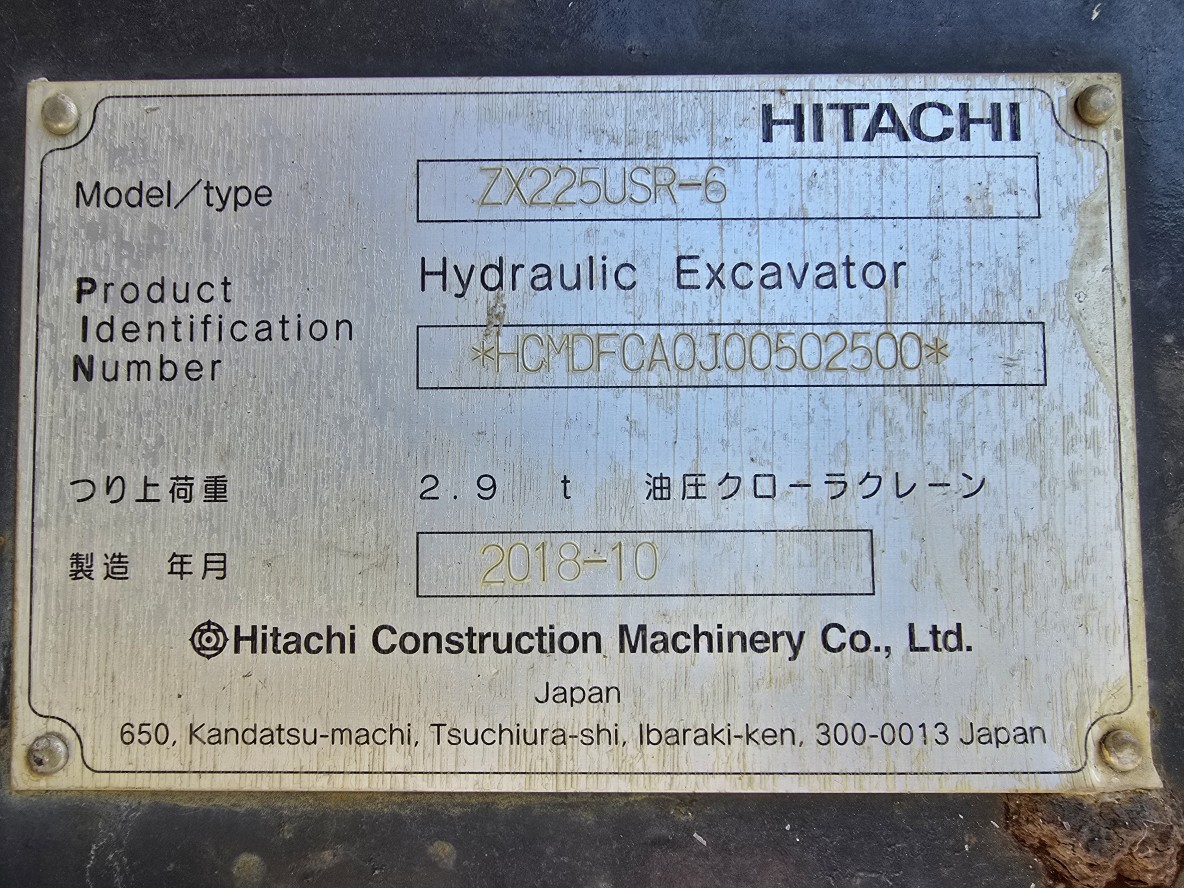 HITACHI
Model/type ZX225USR-6
Hydraulic Excavator
Product
Identification
Number
*HCMDFCA0J00502500*
つり上荷重 2.9 t 油圧クローラクレーン
製造 年月 2018-10
Hitachi Construction Machinery Co., Ltd.
Japan
650, Kandatsu-machi, Tsuchiura-shi, Ibaraki-ken, 300-0013 Japan